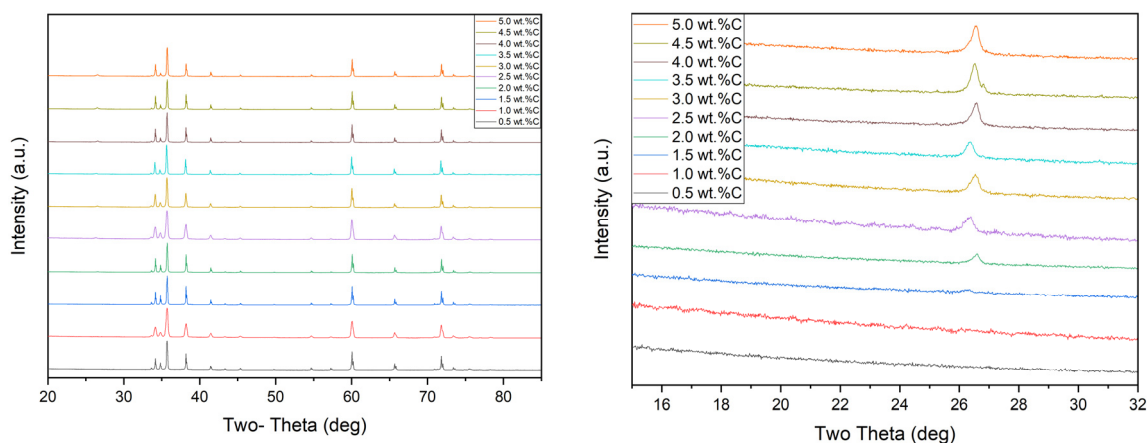 5.0 wt.%C
4.5 wt.%C
4.0 wt.%C
3.5 wt.%C
3.0 wt.%C
2.5 wt.%C
2.0 wt.%C
1.5 wt.%C
1.0 wt.%C
0.5 wt.%C
Intensity (a.u.)
20 30 40 50 60 70 80
Two- Theta (deg)
5.0 wt.%C
4.5 wt.%C
4.0 wt.%C
3.5 wt.%C
3.0 wt.%C
2.5 wt.%C
2.0 wt.%C
1.5 wt.%C
1.0 wt.%C
0.5 wt.%C
Intensity (a.u.)
16 18 20 22 24 26 28 30 32
Two Theta (deg)